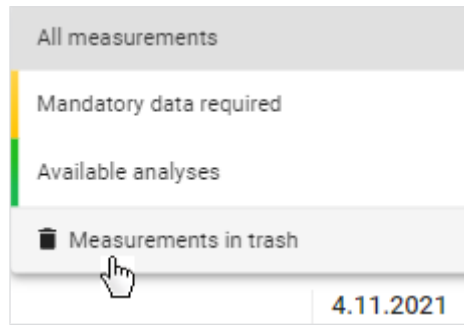 All measurements
Mandatory data required
Available analyses
Measurements in trash
4.11.2021